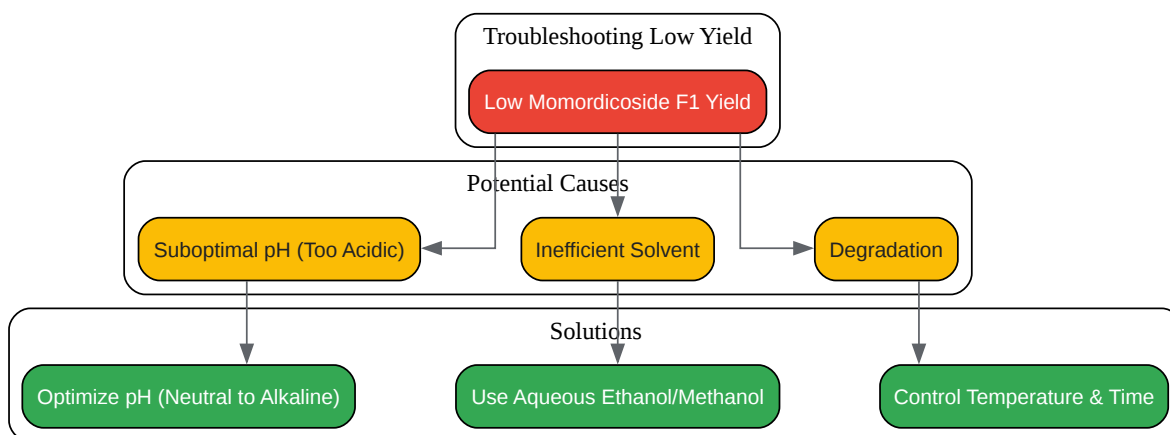 Troubleshooting Low Yield
Low Momordicoside F1 Yield
Potential Causes
Suboptimal pH (Too Acidic)
Inefficient Solvent
Degradation
Solutions
Optimize pH (Neutral to Alkaline)
Use Aqueous Ethanol/Methanol
Control Temperature & Time